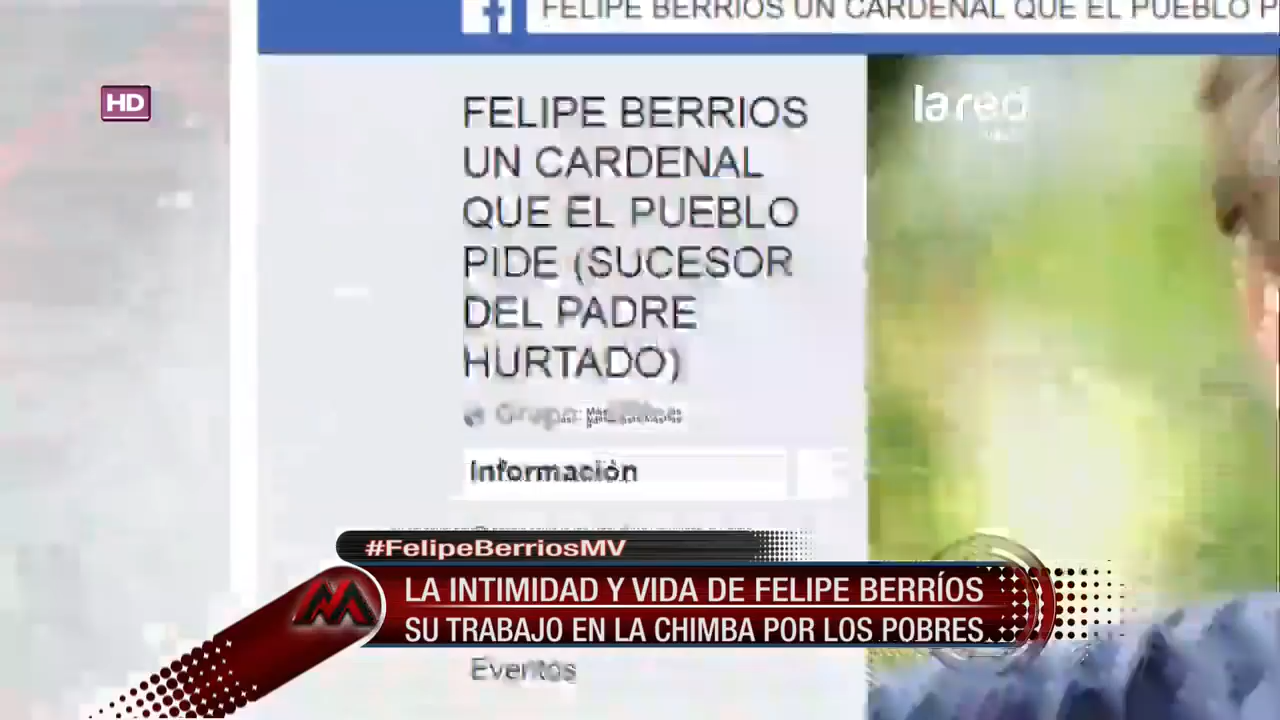 FELIPE BERRIOS UN CARDENAL QUE EL PUEBLO P
HD
la red
FELIPE BERRIOS
UN CARDENAL
QUE EL PUEBLO
PIDE (SUCESOR
DEL PADRE
HURTADO)
Información
#FelipeBerriosMV
LA INTIMIDAD Y VIDA DE FELIPE BERRÍOS
SU TRABAJO EN LA CHIMBA POR LOS POBRES
Eventos